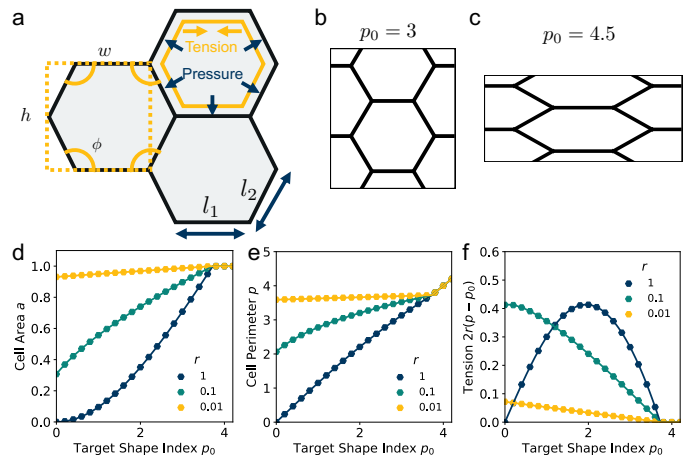 a
w
h
ϕ
Tension
Pressure
l₁
l₂
b
p₀ = 3
c
p₀ = 4.5
d
Cell Area a
1.0
0.8
0.6
0.4
0.2
0.0
0
2
4
Target Shape Index p₀
r
1
0.1
0.01
e
Cell Perimeter p
6
5
4
3
2
1
0
0
2
4
Target Shape Index p₀
r
1
0.1
0.01
f
Tension 2r(p − p₀)
0.6
0.5
0.4
0.3
0.2
0.1
0.0
0
2
4
Target Shape Index p₀
r
1
0.1
0.01